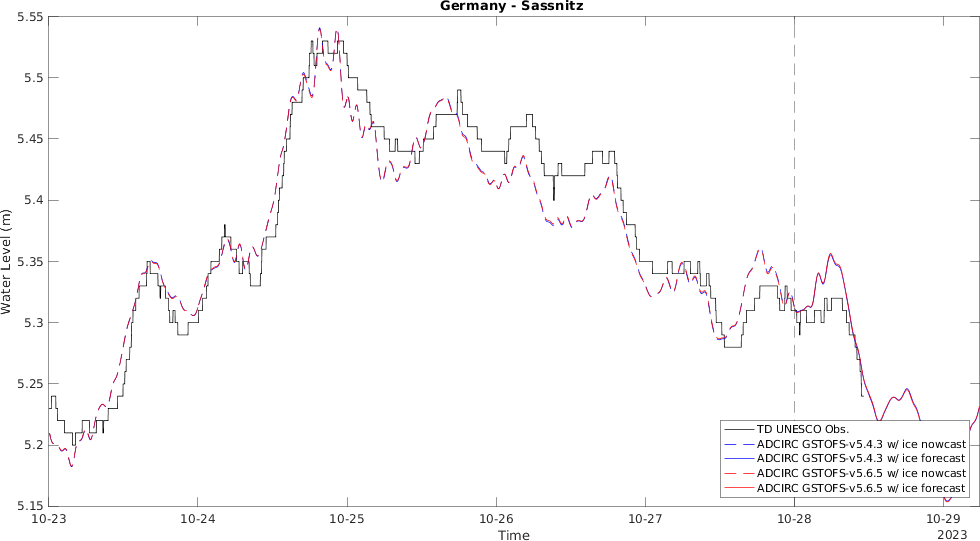 Germany - Sassnitz
Water Level (m)
5.55
5.5
5.45
5.4
5.35
5.3
5.25
5.2
5.15
10-23
10-24
10-25
10-26
10-27
10-28
10-29
2023
Time
TD UNESCO Obs.
ADCIRC GSTOFS-v5.4.3 w/ ice nowcast
ADCIRC GSTOFS-v5.4.3 w/ ice forecast
ADCIRC GSTOFS-v5.6.5 w/ ice nowcast
ADCIRC GSTOFS-v5.6.5 w/ ice forecast